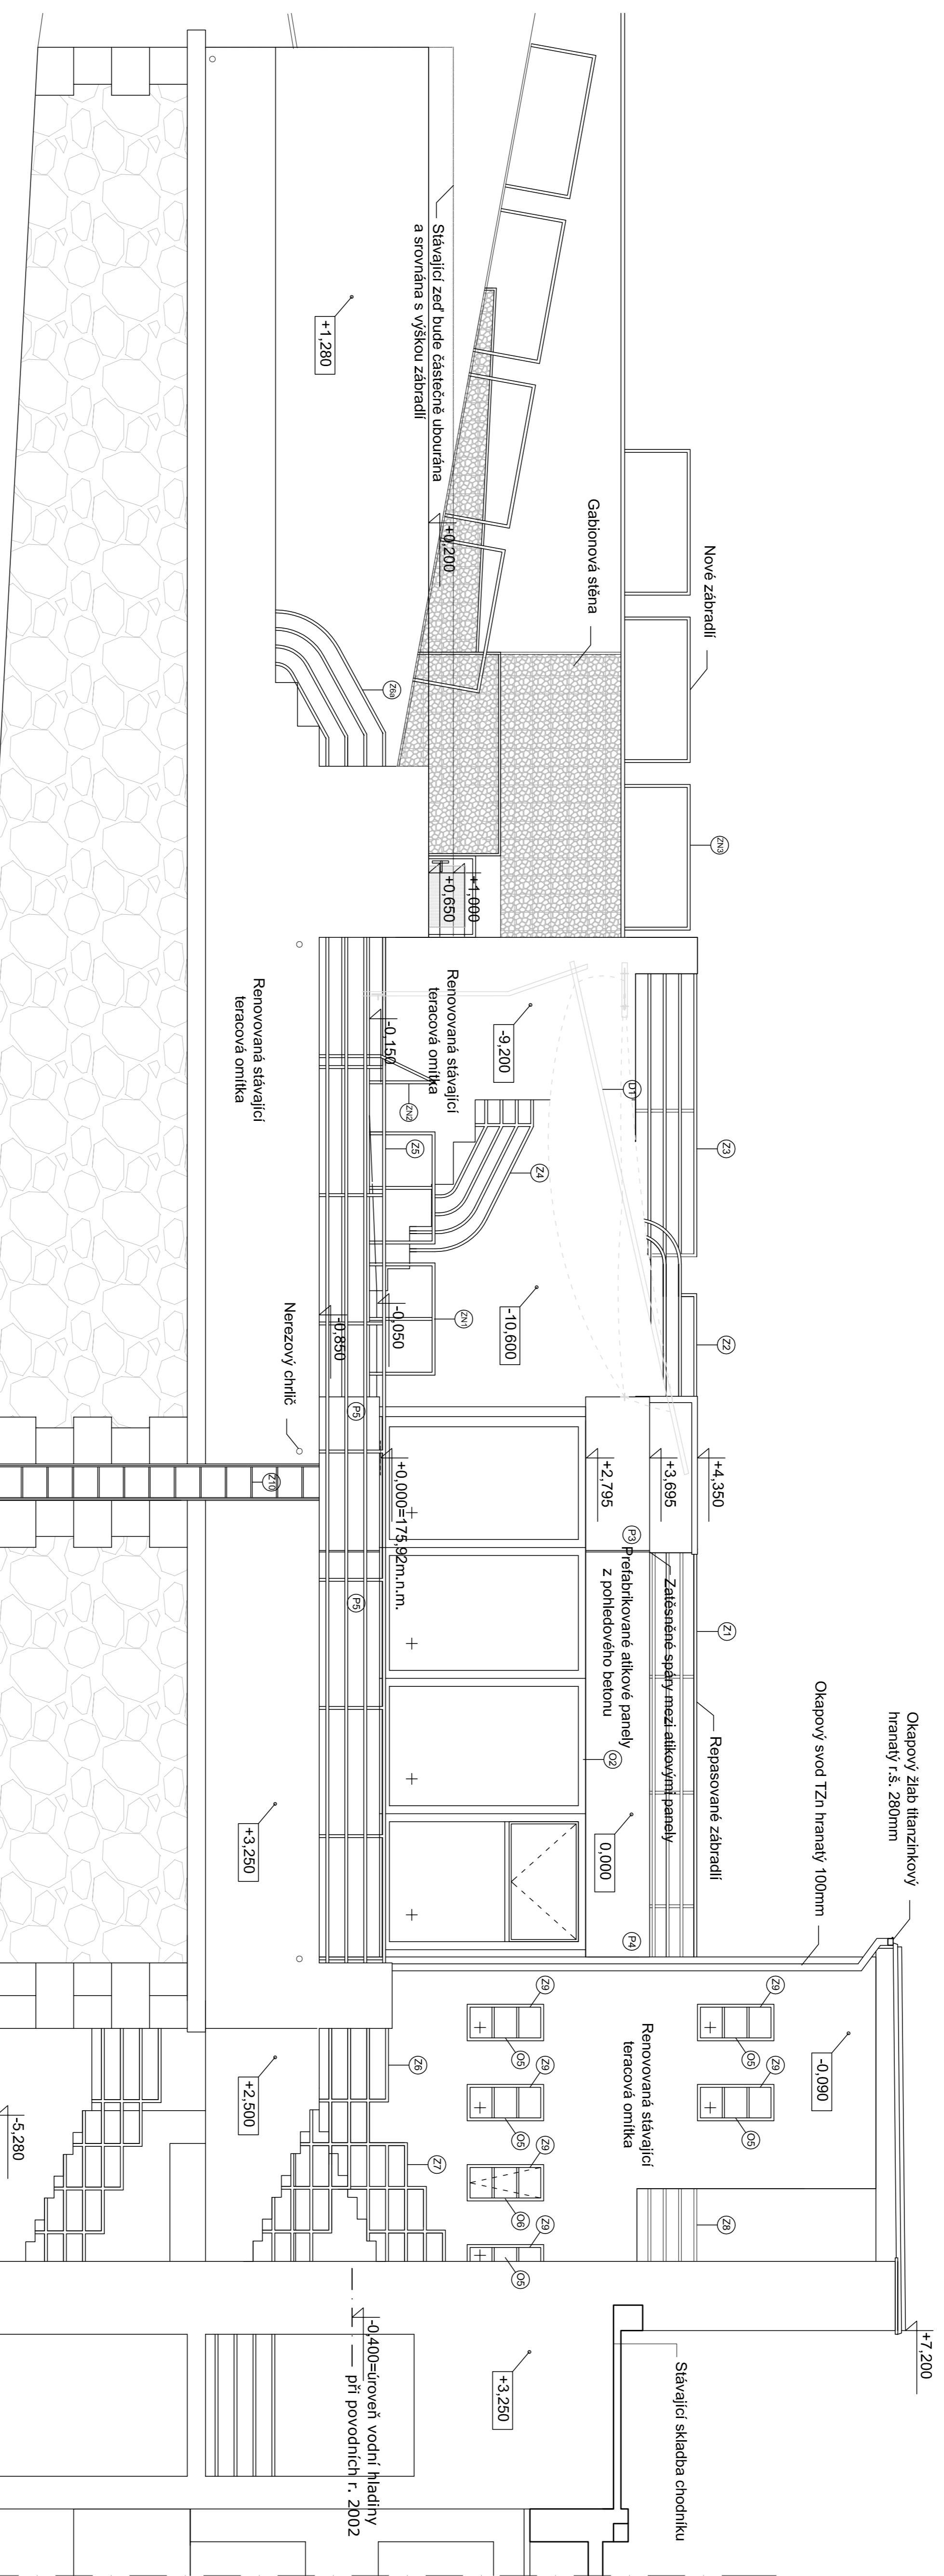 Okapový žlab titanzinkový
hranatý r.š. 280mm
+7,200
Okapový svod TZn hranatý 100mm
-0,090
Nové zábradlí
ZN3
Z3
Z2
+4,350
Z1
Repasované zábradlí
Z9
O5
Z9
O5
Z8
Stávající skladba chodníku
Gabionová stěna
D1
+3,695
Zatěsněné spáry mezi atikovými panely
P3
Prefabrikované atikové panely
z pohledového betonu
+2,795
O2
0,000
P4
Renovovaná stávající
teracová omítka
-9,200
Z4
-10,600
Z9
O5
Z9
O5
Z9
O6
Z9
O5
+3,250
Stávající zeď bude částečně ubourána
a srovnána s výškou zábradlí
+0,200
+1,000
+0,650
Renovovaná stávající
teracová omítka
ZN2
Z5
ZN1
Z6a
-0,150
-0,050
+0,000=175,92m.n.m.
Z6
Z7
-0,400=úroveň vodní hladiny
při povodních r. 2002
+1,280
-0,850
P5
P5
Renovovaná stávající
teracová omítka
Nerezový chrlič
Z10
+3,250
+2,500
-5,280